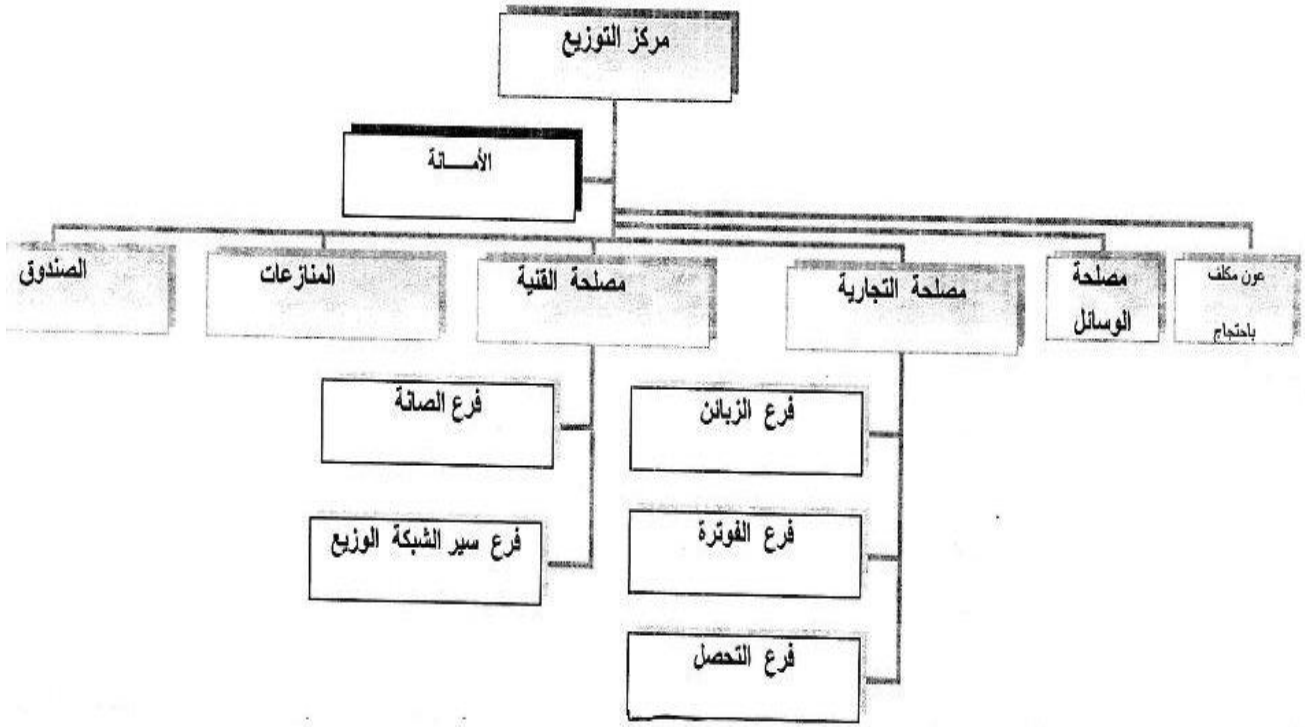 مركز التوزيع
الأمـــانة
عون مكلف
باحتجاج
مصلحة
الوسائل
مصلحة التجارية
مصلحة القنية
المنازعات
الصندوق
فرع الزبائن
فرع الصانة
فرع الفوترة
فرع سير الشبكة الوزيع
فرع التحصل